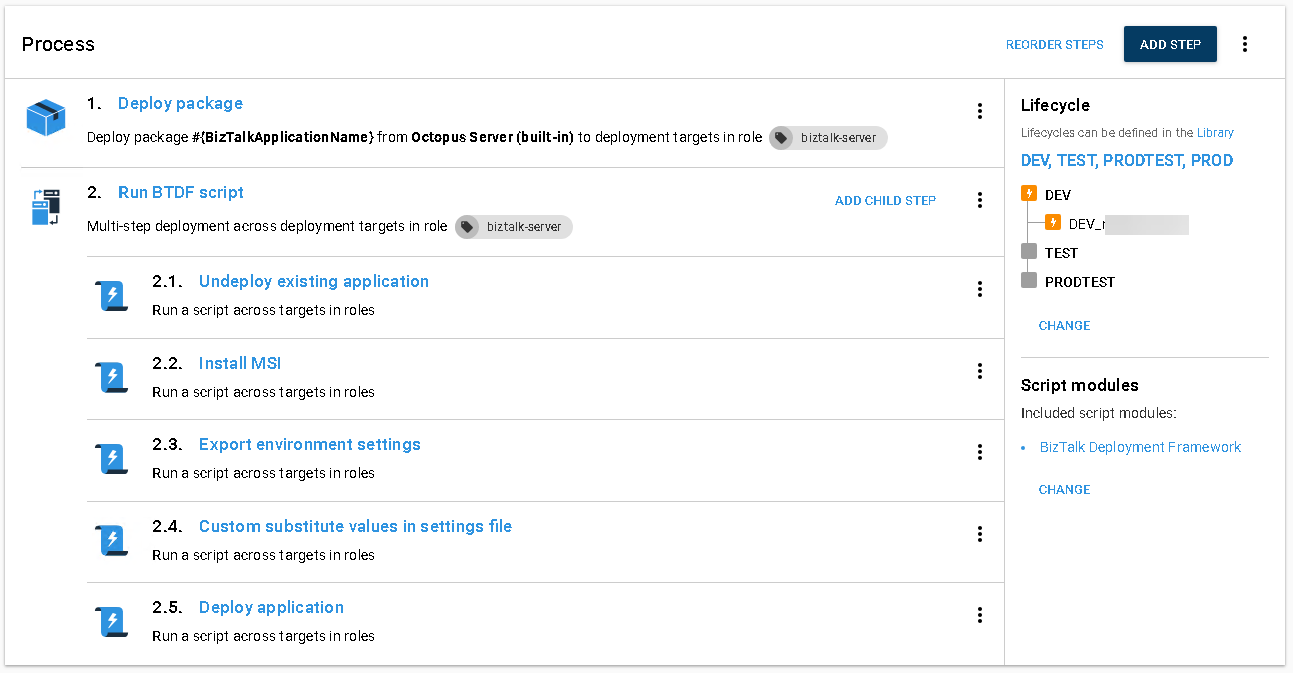 Process
REORDER STEPS
ADD STEP
1. Deploy package
Deploy package #{BizTalkApplicationName} from Octopus Server (built-in) to deployment targets in role biztalk-server
2. Run BTDF script
ADD CHILD STEP
Multi-step deployment across deployment targets in role biztalk-server
2.1. Undeploy existing application
Run a script across targets in roles
2.2. Install MSI
Run a script across targets in roles
2.3. Export environment settings
Run a script across targets in roles
2.4. Custom substitute values in settings file
Run a script across targets in roles
2.5. Deploy application
Run a script across targets in roles
Lifecycle
Lifecycles can be defined in the Library
DEV, TEST, PRODTEST, PROD
DEV
TEST
PRODTEST
CHANGE
Script modules
Included script modules:
• BizTalk Deployment Framework
CHANGE